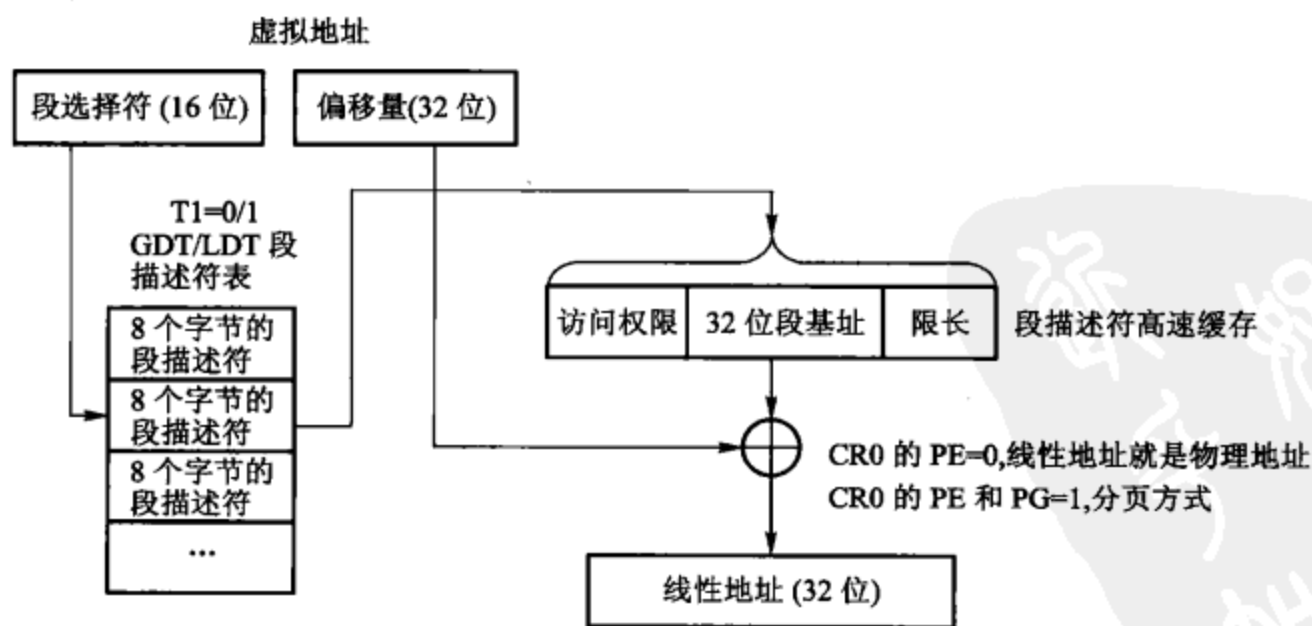 虚拟地址
段选择符 (16 位)
偏移量(32 位)
T1=0/1
GDT/LDT 段
描述符表
8 个字节的
段描述符
8 个字节的
段描述符
8 个字节的
段描述符
...
访问权限
32 位段基址
限长
段描述符高速缓存
CR0 的 PE=0,线性地址就是物理地址
CR0 的 PE 和 PG=1,分页方式
线性地址 (32 位)